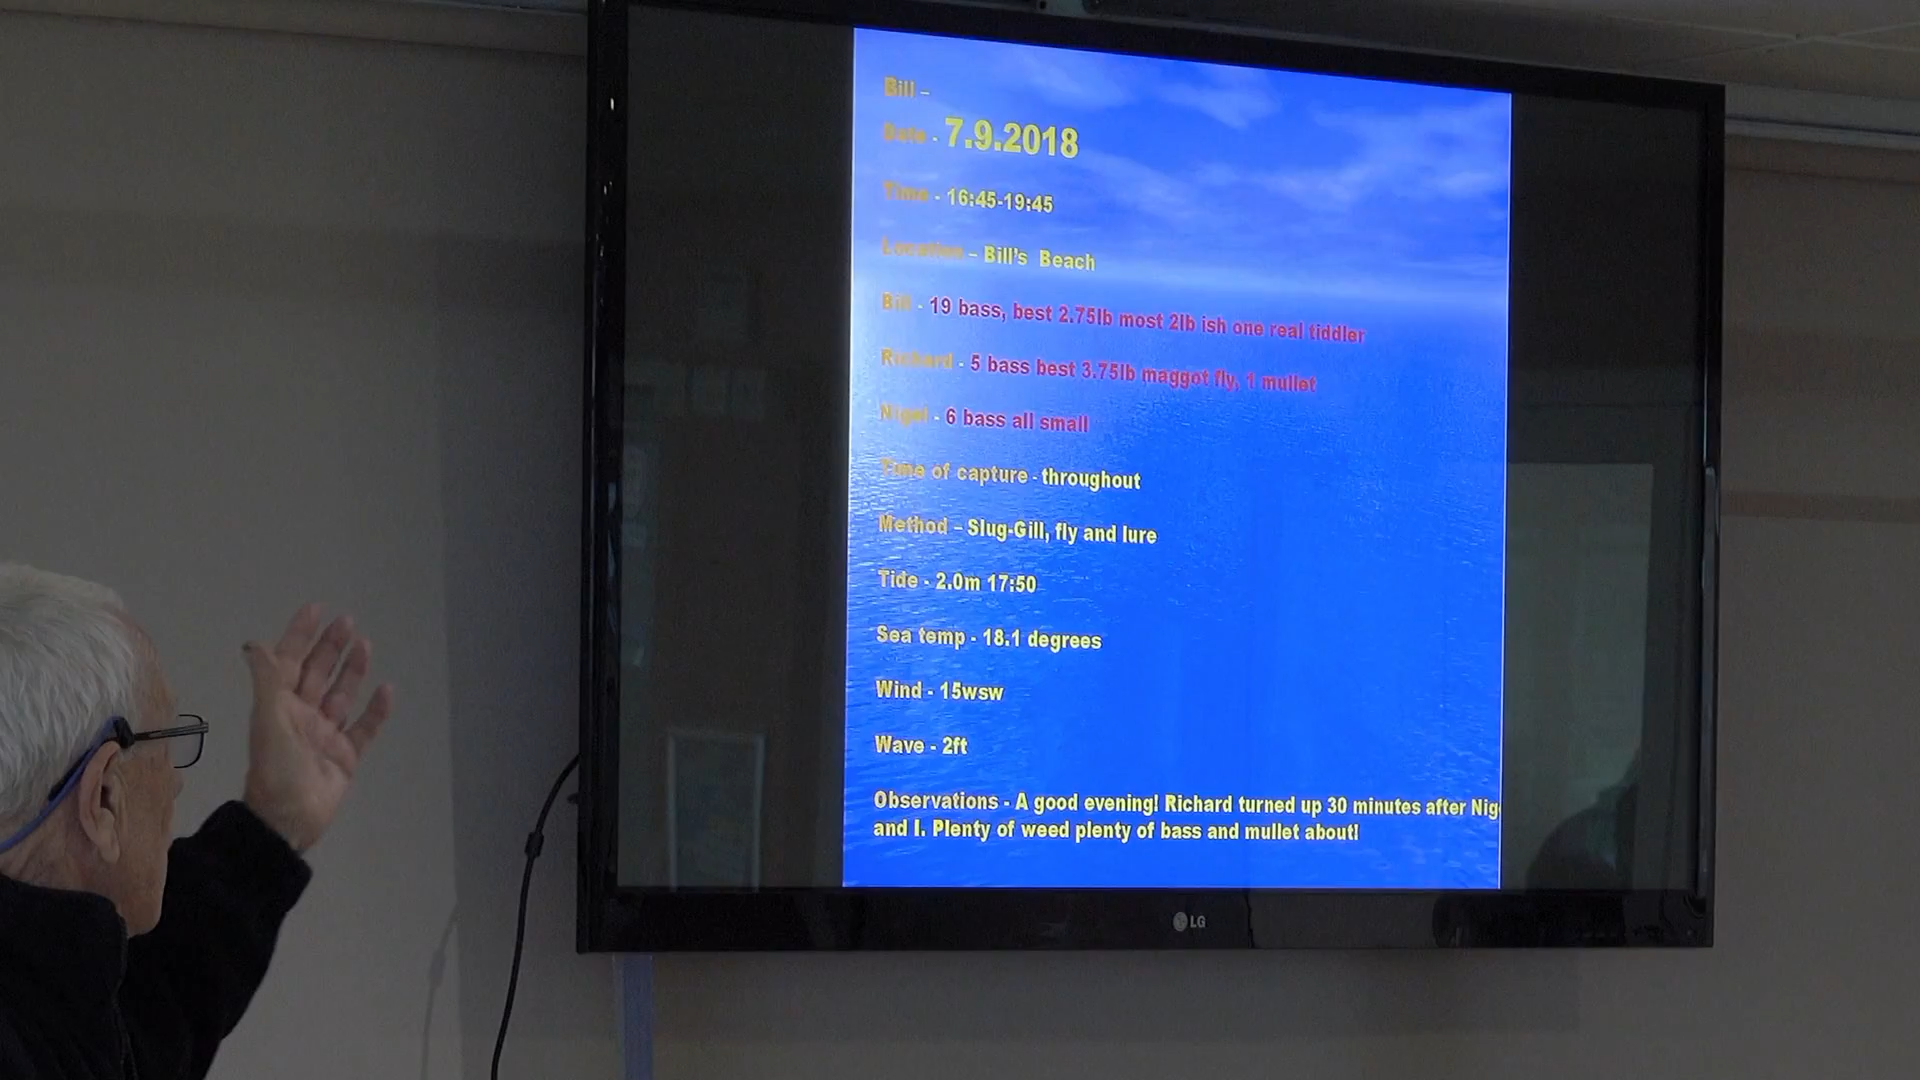 Bill –
Date - 7.9.2018
Time - 16:45-19:45
Location – Bill's Beach
Bill - 19 bass, best 2.75lb most 2lb ish one real tiddler
Richard - 5 bass best 3.75lb maggot fly, 1 mullet
Nigel - 6 bass all small
Time of capture - throughout
Method – Slug-Gill, fly and lure
Tide - 2.0m 17:50
Sea temp - 18.1 degrees
Wind - 15wsw
Wave - 2ft
Observations - A good evening! Richard turned up 30 minutes after Nig
and I. Plenty of weed plenty of bass and mullet about!
LG